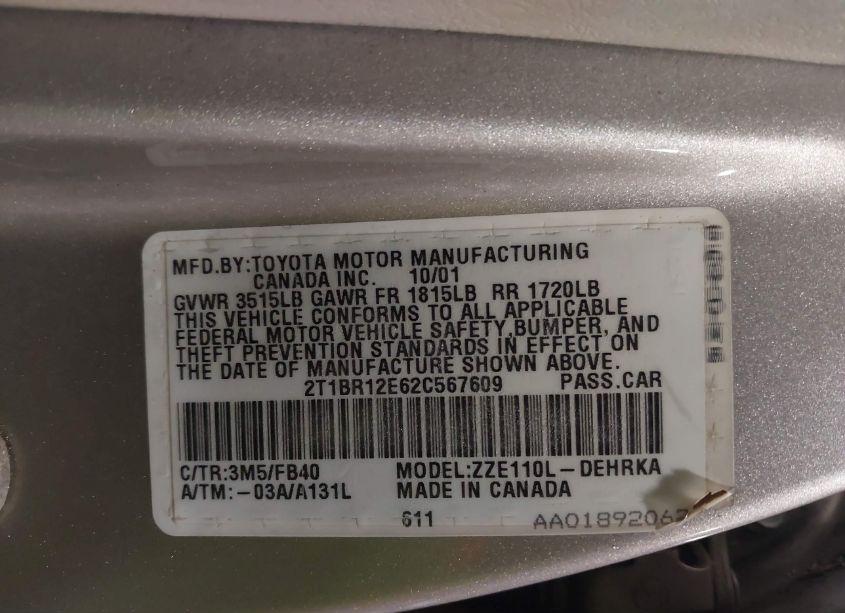 MFD.BY:TOYOTA MOTOR MANUFACTURING
CANADA INC. 10/01
GVWR 3515LB GAWR FR 1815LB RR 1720LB
THIS VEHICLE CONFORMS TO ALL APPLICABLE
FEDERAL MOTOR VEHICLE SAFETY,BUMPER, AND
THEFT PREVENTION STANDARDS IN EFFECT ON
THE DATE OF MANUFACTURE SHOWN ABOVE.
2T1BR12E62C567609 PASS.CAR
C/TR:3M5/FB40 MODEL:ZZE110L-DEHRKA
A/TM:-03A/A131L MADE IN CANADA
611